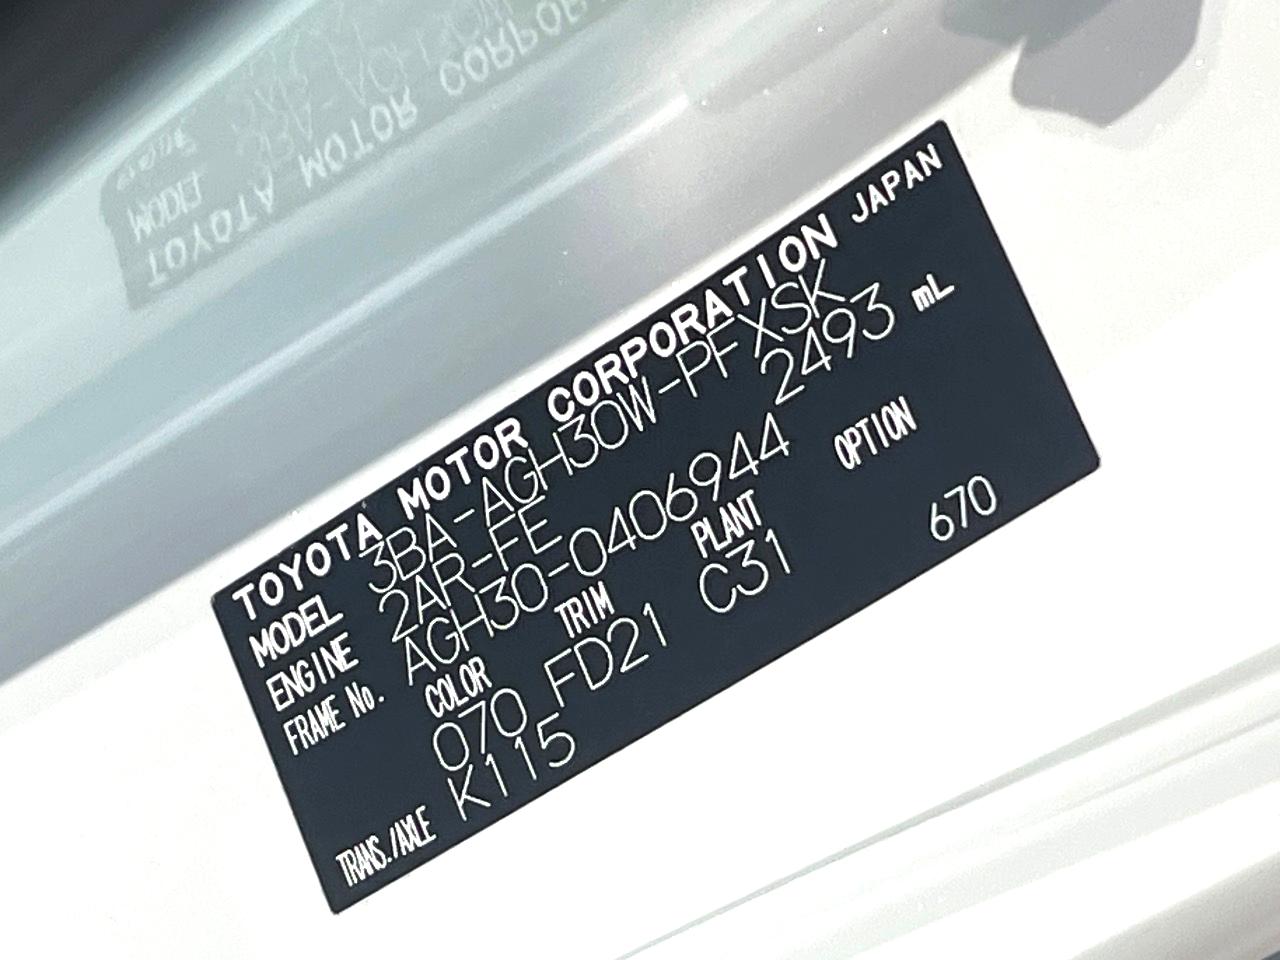 TOYOTA MOTOR CORPORATION JAPAN
MODEL 3BA-AGH30W-PFXSK
ENGINE 2AR-FE 2493 mL
FRAME No. AGH30-0406944
COLOR TRIM PLANT OPTION
070 FD21 C31 670
TRANS./AXLE K115